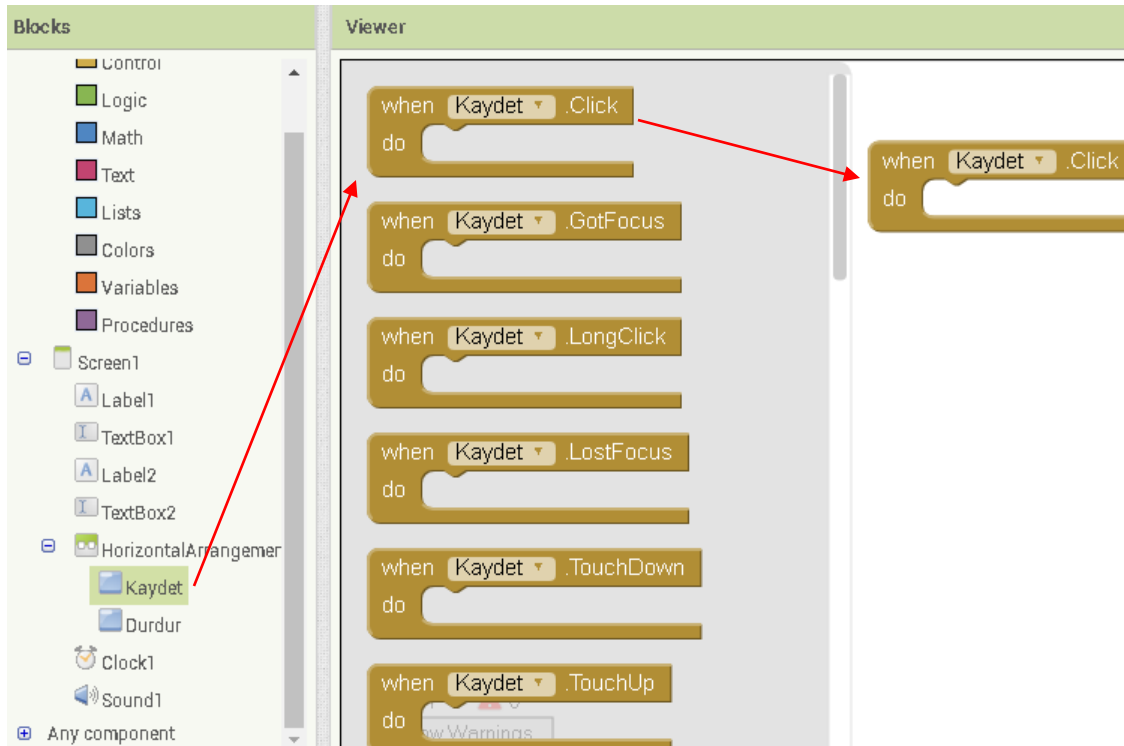 Blocks
Control
Logic
Math
Text
Lists
Colors
Variables
Procedures
Screen1
Label1
TextBox1
Label2
TextBox2
HorizontalArrangemen
Kaydet
Durdur
Clock1
Sound1
Any component
Viewer
when Kaydet .Click
do
when Kaydet .GotFocus
do
when Kaydet .LongClick
do
when Kaydet .LostFocus
do
when Kaydet .TouchDown
do
when Kaydet .TouchUp
do
Warnings
when Kaydet .Click
do